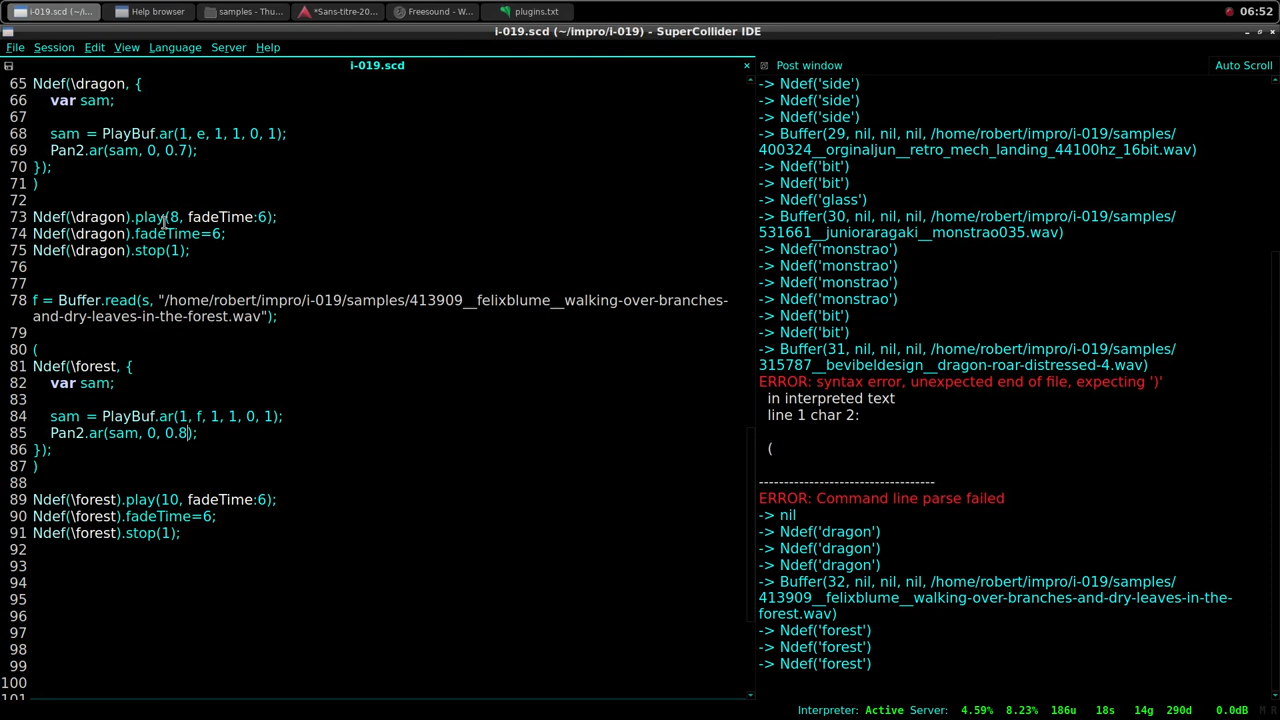 i-019.scd (~/i...
Help browser
samples - Thu...
*Sans-titre-20...
Freesound - W...
plugins.txt
06:52
i-019.scd (~/impro/i-019) - SuperCollider IDE
File Session Edit View Language Server Help
i-019.scd
65 Ndef(\dragon, {
66 var sam;
67
68 sam = PlayBuf.ar(1, e, 1, 1, 0, 1);
69 Pan2.ar(sam, 0, 0.7);
70 });
71 )
72
73 Ndef(\dragon).play(8, fadeTime:6);
74 Ndef(\dragon).fadeTime=6;
75 Ndef(\dragon).stop(1);
76
77
78 f = Buffer.read(s, "/home/robert/impro/i-019/samples/413909__felixblume__walking-over-branches-
and-dry-leaves-in-the-forest.wav");
79
80 (
81 Ndef(\forest, {
82 var sam;
83
84 sam = PlayBuf.ar(1, f, 1, 1, 0, 1);
85 Pan2.ar(sam, 0, 0.8);
86 });
87 )
88
89 Ndef(\forest).play(10, fadeTime:6);
90 Ndef(\forest).fadeTime=6;
91 Ndef(\forest).stop(1);
92
93
94
95
96
97
98
99
100
101
Post window
Auto Scroll
-> Ndef('side')
-> Ndef('side')
-> Ndef('side')
-> Buffer(29, nil, nil, nil, /home/robert/impro/i-019/samples/
400324__orginaljun__retro_mech_landing_44100hz_16bit.wav)
-> Ndef('bit')
-> Ndef('bit')
-> Ndef('glass')
-> Buffer(30, nil, nil, nil, /home/robert/impro/i-019/samples/
531661__junioraragaki__monstrao035.wav)
-> Ndef('monstrao')
-> Ndef('monstrao')
-> Ndef('monstrao')
-> Ndef('monstrao')
-> Ndef('bit')
-> Ndef('bit')
-> Buffer(31, nil, nil, nil, /home/robert/impro/i-019/samples/
315787__bevibeldesign__dragon-roar-distressed-4.wav)
ERROR: syntax error, unexpected end of file, expecting ')'
in interpreted text
line 1 char 2:
(
-----------------------------------
ERROR: Command line parse failed
-> nil
-> Ndef('dragon')
-> Ndef('dragon')
-> Ndef('dragon')
-> Buffer(32, nil, nil, nil, /home/robert/impro/i-019/samples/
413909__felixblume__walking-over-branches-and-dry-leaves-in-the-
forest.wav)
-> Ndef('forest')
-> Ndef('forest')
-> Ndef('forest')
Interpreter: Active Server: 4.59% 8.23% 186u 18s 14g 290d 0.0dB M R